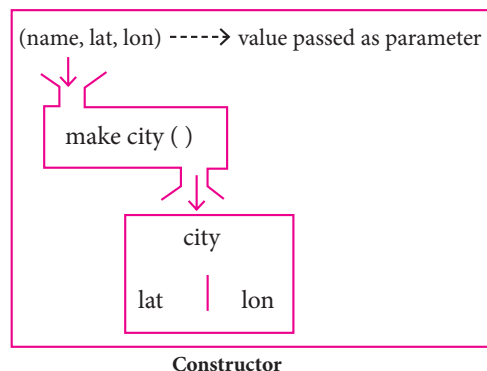 (name, lat, lon) -----> value passed as parameter
make city ( )
city
lat | lon
Constructor